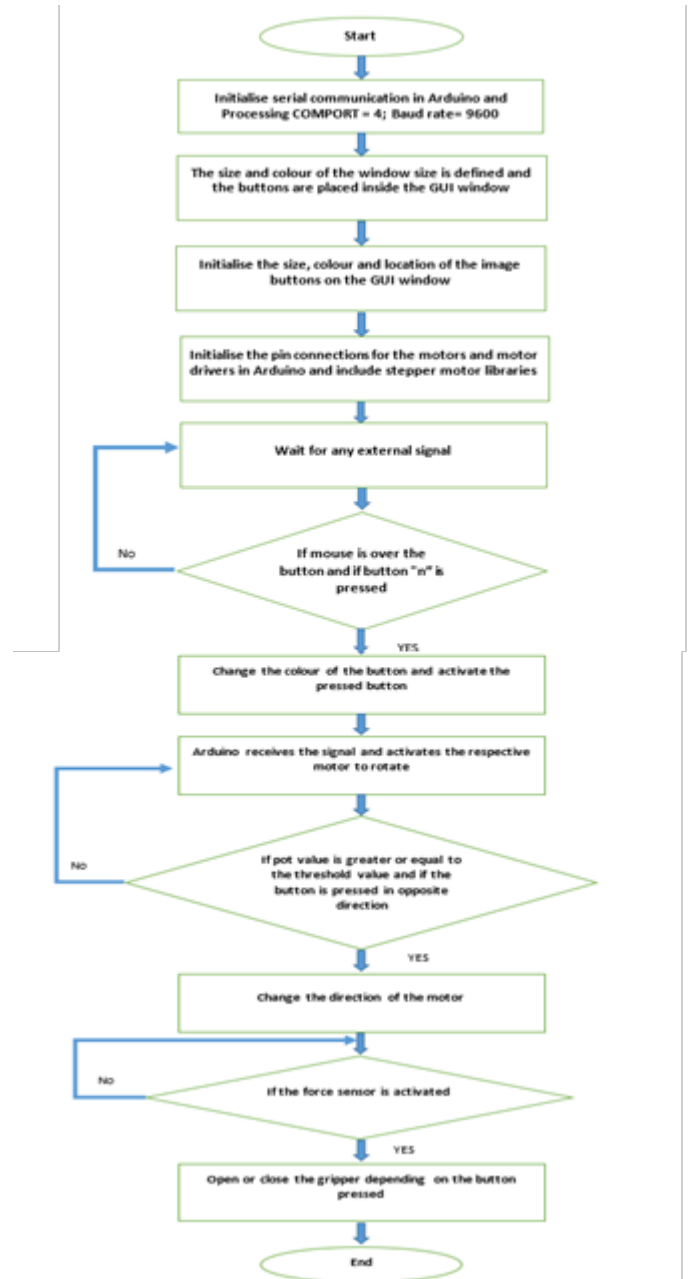 Start
Initialise serial communication in Arduino and
Processing COMPORT = 4; Baud rate= 9600
The size and colour of the window size is defined and
the buttons are placed inside the GUI window
Initialise the size, colour and location of the image
buttons on the GUI window
Initialise the pin connections for the motors and motor
drivers in Arduino and include stepper motor libraries
Wait for any external signal
No
If mouse is over the
button and if button "n" is
pressed
YES
Change the colour of the button and activate the
pressed button
Arduino receives the signal and activates the respective
motor to rotate
No
If pot value is greater or equal to
the threshold value and if the
button is pressed in opposite
direction
YES
Change the direction of the motor
No
If the force sensor is activated
YES
Open or close the gripper depending on the button
pressed
End